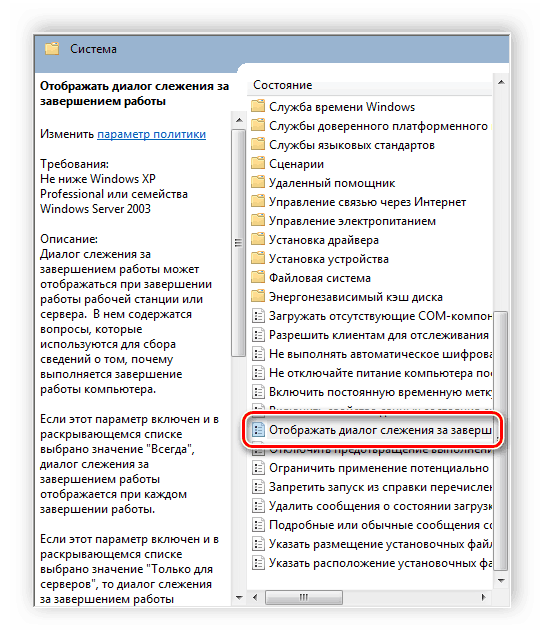 Система
Отображать диалог слежения за
завершением работы
Изменить параметр политики
Требования:
Не ниже Windows XP
Professional или семейства
Windows Server 2003
Описание:
Диалог слежения за
завершением работы может
отображаться при завершении
работы рабочей станции или
сервера. В нем содержатся
вопросы, которые
используются для сбора
сведений о том, почему
выполняется завершение
работы компьютера.
Если этот параметр включен и в
раскрывающемся списке
выбрано значение "Всегда",
диалог слежения за
завершением работы
отображается при каждом
завершении работы.
Если этот параметр включен и в
раскрывающемся списке
выбрано значение "Только для
серверов", то диалог слежения
за завершением работы
Состояние
Служба времени Windows
Службы доверенного платформенного
Службы языковых стандартов
Сценарии
Удаленный помощник
Управление связью через Интернет
Управление электропитанием
Установка драйвера
Установка устройства
Файловая система
Энергонезависимый кэш диска
Загружать отсутствующие COM-компон
Разрешить клиентам для отслеживания
Не выполнять автоматическое шифрова
Не отключайте питание компьютера пос
Включить постоянную временную метк
Отображать диалог слежения за заверш
Отключить предотвращение выполнени
Ограничить применение потенциально
Запретить запуск из справки перечислен
Удалить сообщения о состоянии загрузк
Подробные или обычные сообщения сс
Указать размещение установочных файл
Указать расположение установочных фа